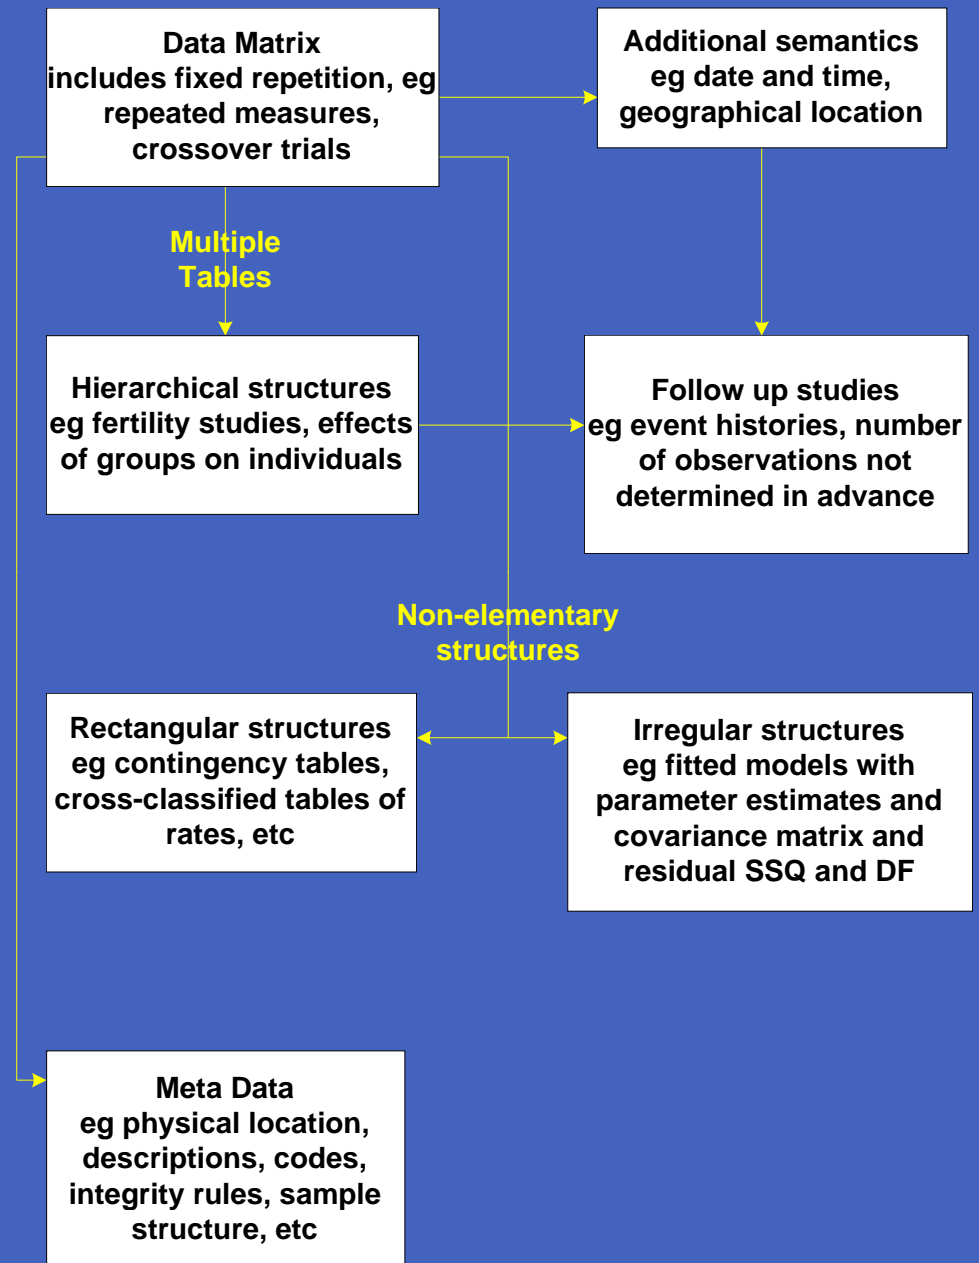 Data Matrix
includes fixed repetition, eg
repeated measures,
crossover trials
Additional semantics
eg date and time,
geographical location
Multiple
Tables
Hierarchical structures
eg fertility studies, effects
of groups on individuals
Follow up studies
eg event histories, number
of observations not
determined in advance
Non-elementary
structures
Rectangular structures
eg contingency tables,
cross-classified tables of
rates, etc
Irregular structures
eg fitted models with
parameter estimates and
covariance matrix and
residual SSQ and DF
Meta Data
eg physical location,
descriptions, codes,
integrity rules, sample
structure, etc